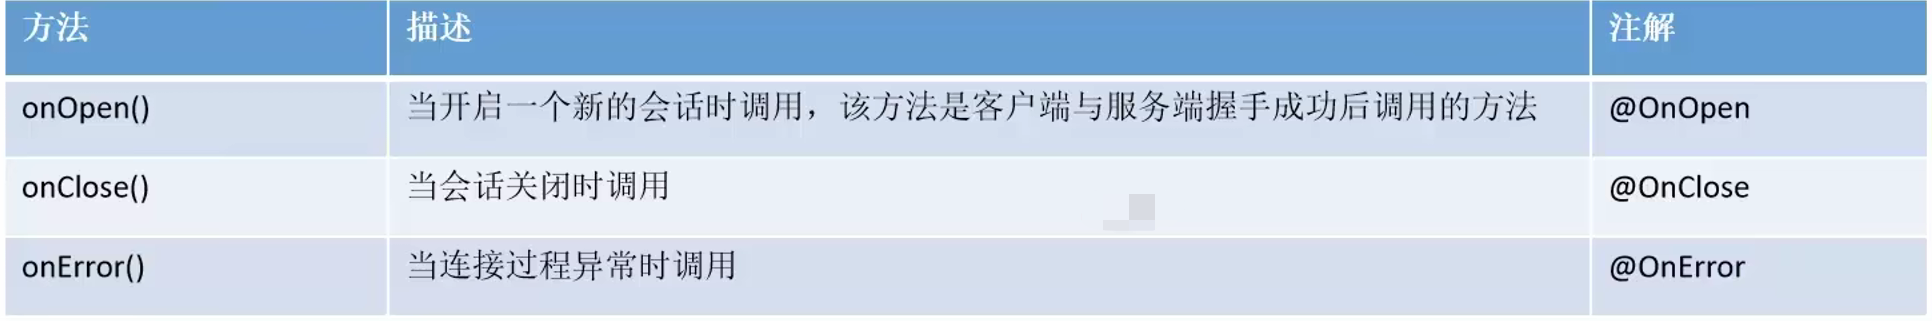 方法 描述 注解
onOpen() 当开启一个新的会话时调用，该方法是客户端与服务端握手成功后调用的方法 @OnOpen
onClose() 当会话关闭时调用 @OnClose
onError() 当连接过程异常时调用 @OnError